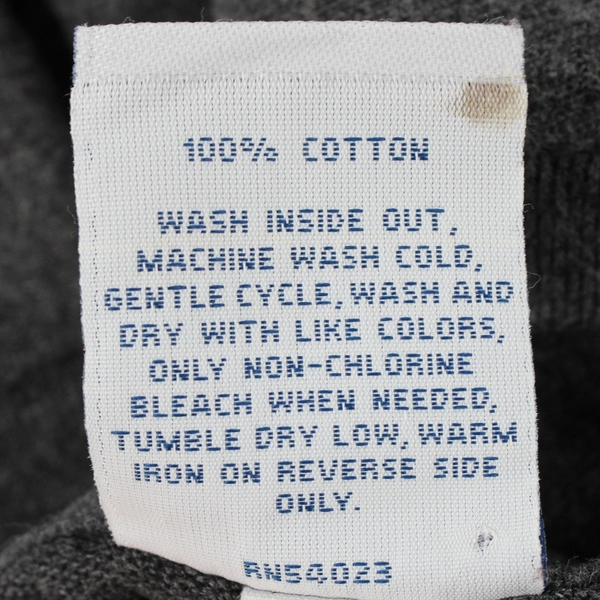 100% COTTON
WASH INSIDE OUT,
MACHINE WASH COLD,
GENTLE CYCLE, WASH AND
DRY WITH LIKE COLORS,
ONLY NON-CHLORINE
BLEACH WHEN NEEDED,
TUMBLE DRY LOW, WARM
IRON ON REVERSE SIDE
ONLY.
RN54023